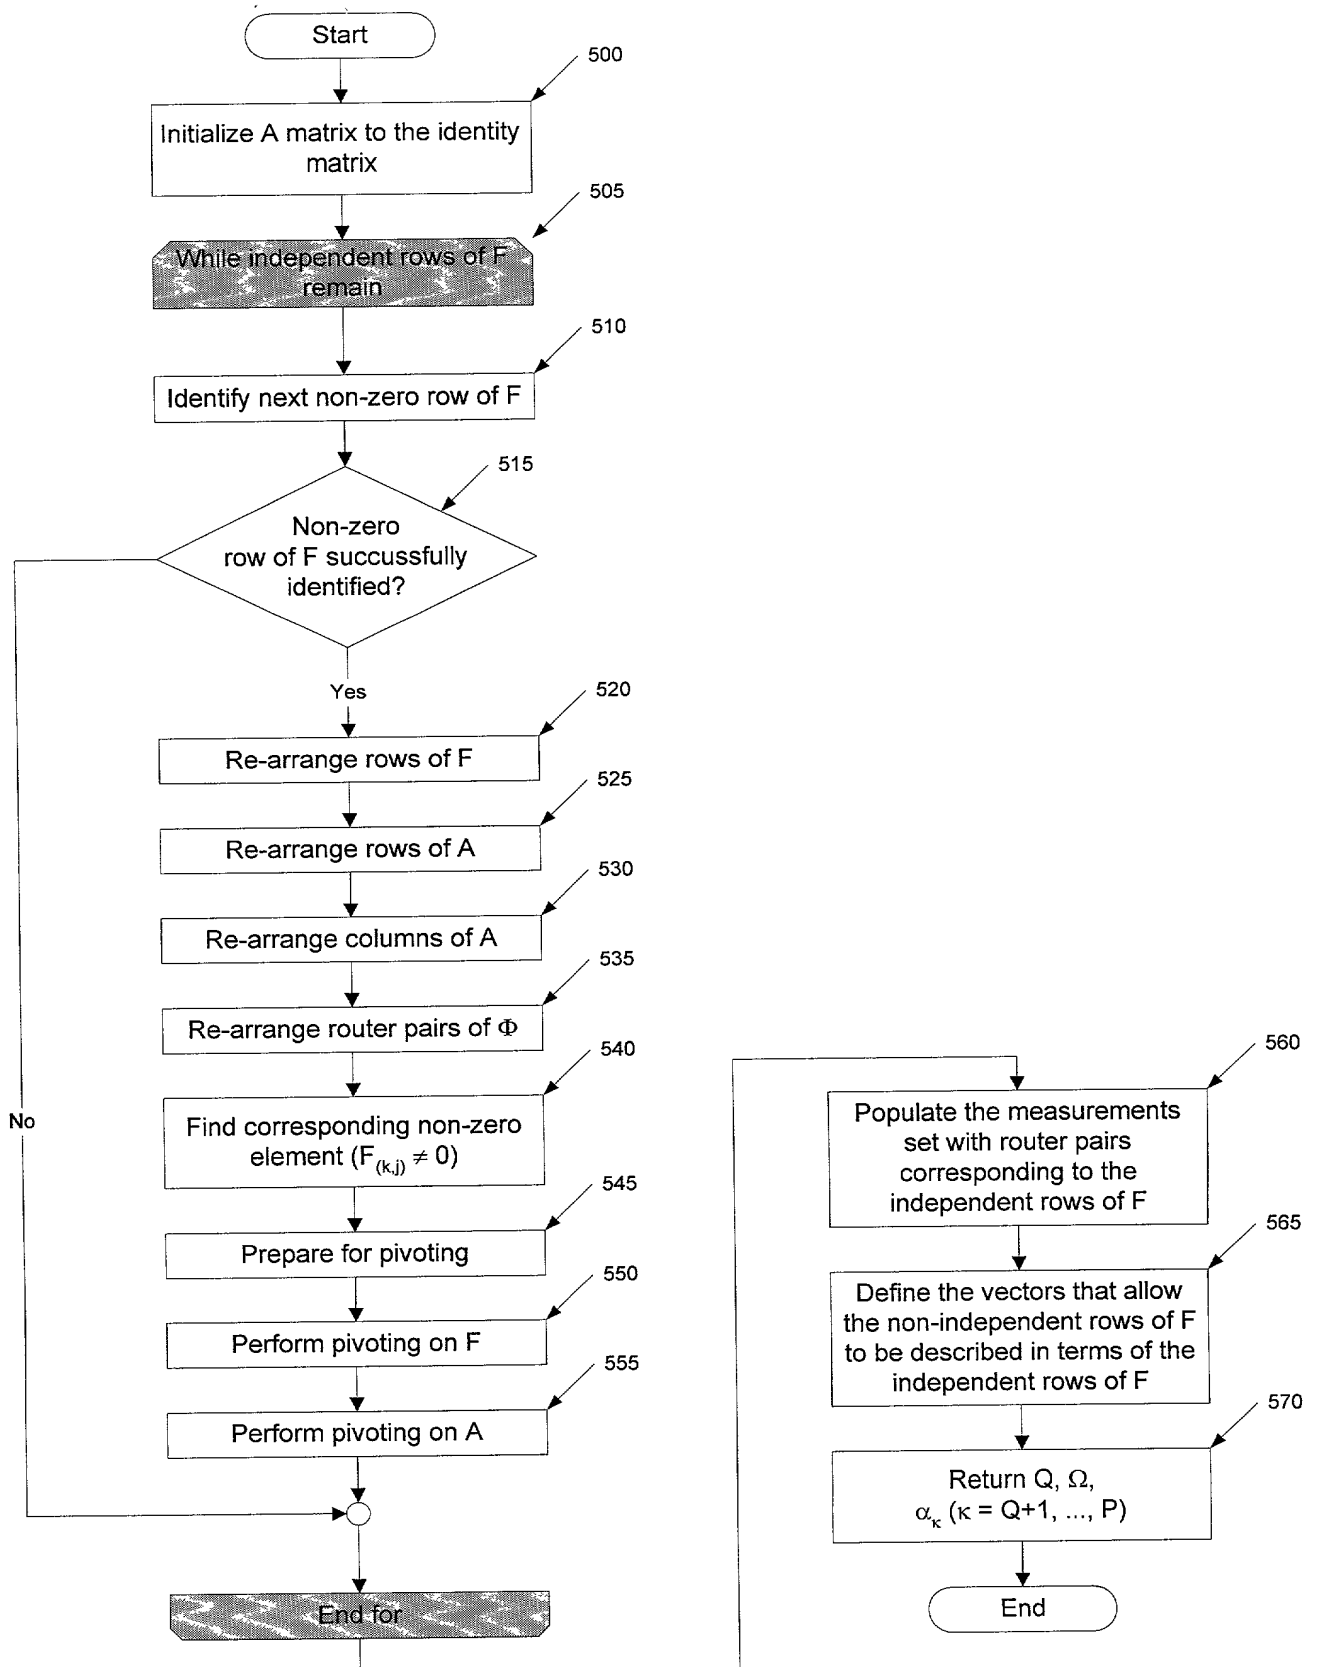 Start
500
Initialize A matrix to the identity
matrix
505
While independent rows of F
remain
510
Identify next non-zero row of F
515
Non-zero
row of F succussfully
identified?
Yes
520
Re-arrange rows of F
525
Re-arrange rows of A
530
Re-arrange columns of A
535
Re-arrange router pairs of Φ
540
Find corresponding non-zero
element (F(k,j) ≠ 0)
No
545
Prepare for pivoting
550
Perform pivoting on F
555
Perform pivoting on A
End for
560
Populate the measurements
set with router pairs
corresponding to the
independent rows of F
565
Define the vectors that allow
the non-independent rows of F
to be described in terms of the
independent rows of F
570
Return Q, Ω,
ακ (κ = Q+1, ..., P)
End